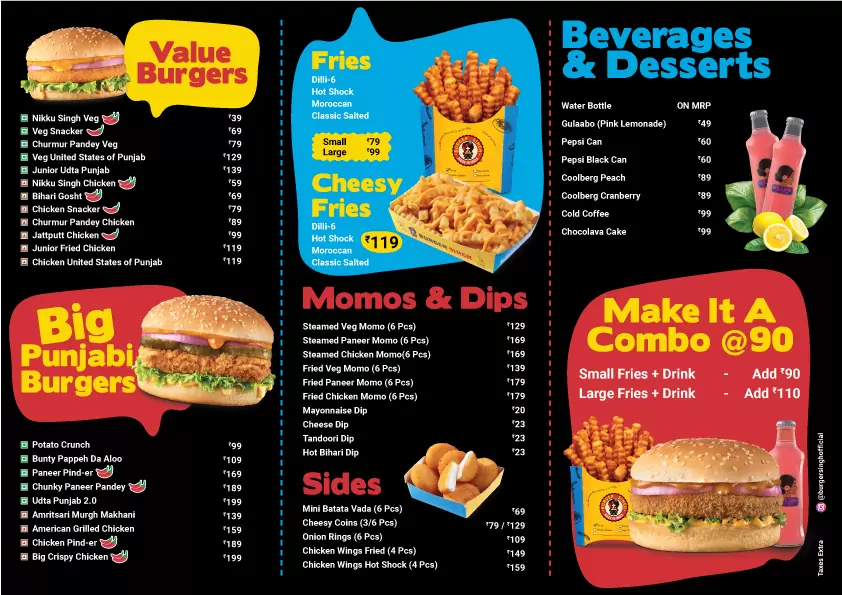 Value
Burgers
Nikku Singh Veg ₹39
Veg Snacker ₹69
Churmur Pandey Veg ₹79
Veg United States of Punjab ₹129
Junior Udta Punjab ₹139
Nikku Singh Chicken ₹59
Bihari Gosht ₹69
Chicken Snacker ₹79
Churmur Pandey Chicken ₹89
Jattputt Chicken ₹99
Junior Fried Chicken ₹119
Chicken United States of Punjab ₹119
Big
Punjabi
Burgers
Potato Crunch ₹99
Bunty Pappeh Da Aloo ₹109
Paneer Pind-er ₹169
Chunky Paneer Pandey ₹189
Udta Punjab 2.0 ₹199
Amritsari Murgh Makhani ₹139
American Grilled Chicken ₹159
Chicken Pind-er ₹189
Big Crispy Chicken ₹199
Fries
Dilli-6
Hot Shock
Moroccan
Classic Salted
Small ₹79
Large ₹99
Cheesy
Fries
Dilli-6
Hot Shock
Moroccan
Classic Salted
₹119
BURGER SINGH
Momos & Dips
Steamed Veg Momo (6 Pcs) ₹129
Steamed Paneer Momo (6 Pcs) ₹169
Steamed Chicken Momo(6 Pcs) ₹169
Fried Veg Momo (6 Pcs) ₹139
Fried Paneer Momo (6 Pcs) ₹179
Fried Chicken Momo (6 Pcs) ₹179
Mayonnaise Dip ₹20
Cheese Dip ₹23
Tandoori Dip ₹23
Hot Bihari Dip ₹23
Sides
Mini Batata Vada (6 Pcs) ₹69
Cheesy Coins (3/6 Pcs) ₹79 / ₹129
Onion Rings (6 Pcs) ₹109
Chicken Wings Fried (4 Pcs) ₹149
Chicken Wings Hot Shock (4 Pcs) ₹159
Beverages
& Desserts
Water Bottle ON MRP
Gulaabo (Pink Lemonade) ₹49
Pepsi Can ₹60
Pepsi Black Can ₹60
Coolberg Peach ₹89
Coolberg Cranberry ₹89
Cold Coffee ₹99
Chocolava Cake ₹99
Make It A
Combo @90
Small Fries + Drink - Add ₹90
Large Fries + Drink - Add ₹110
@burgersinghofficial
Taxes Extra